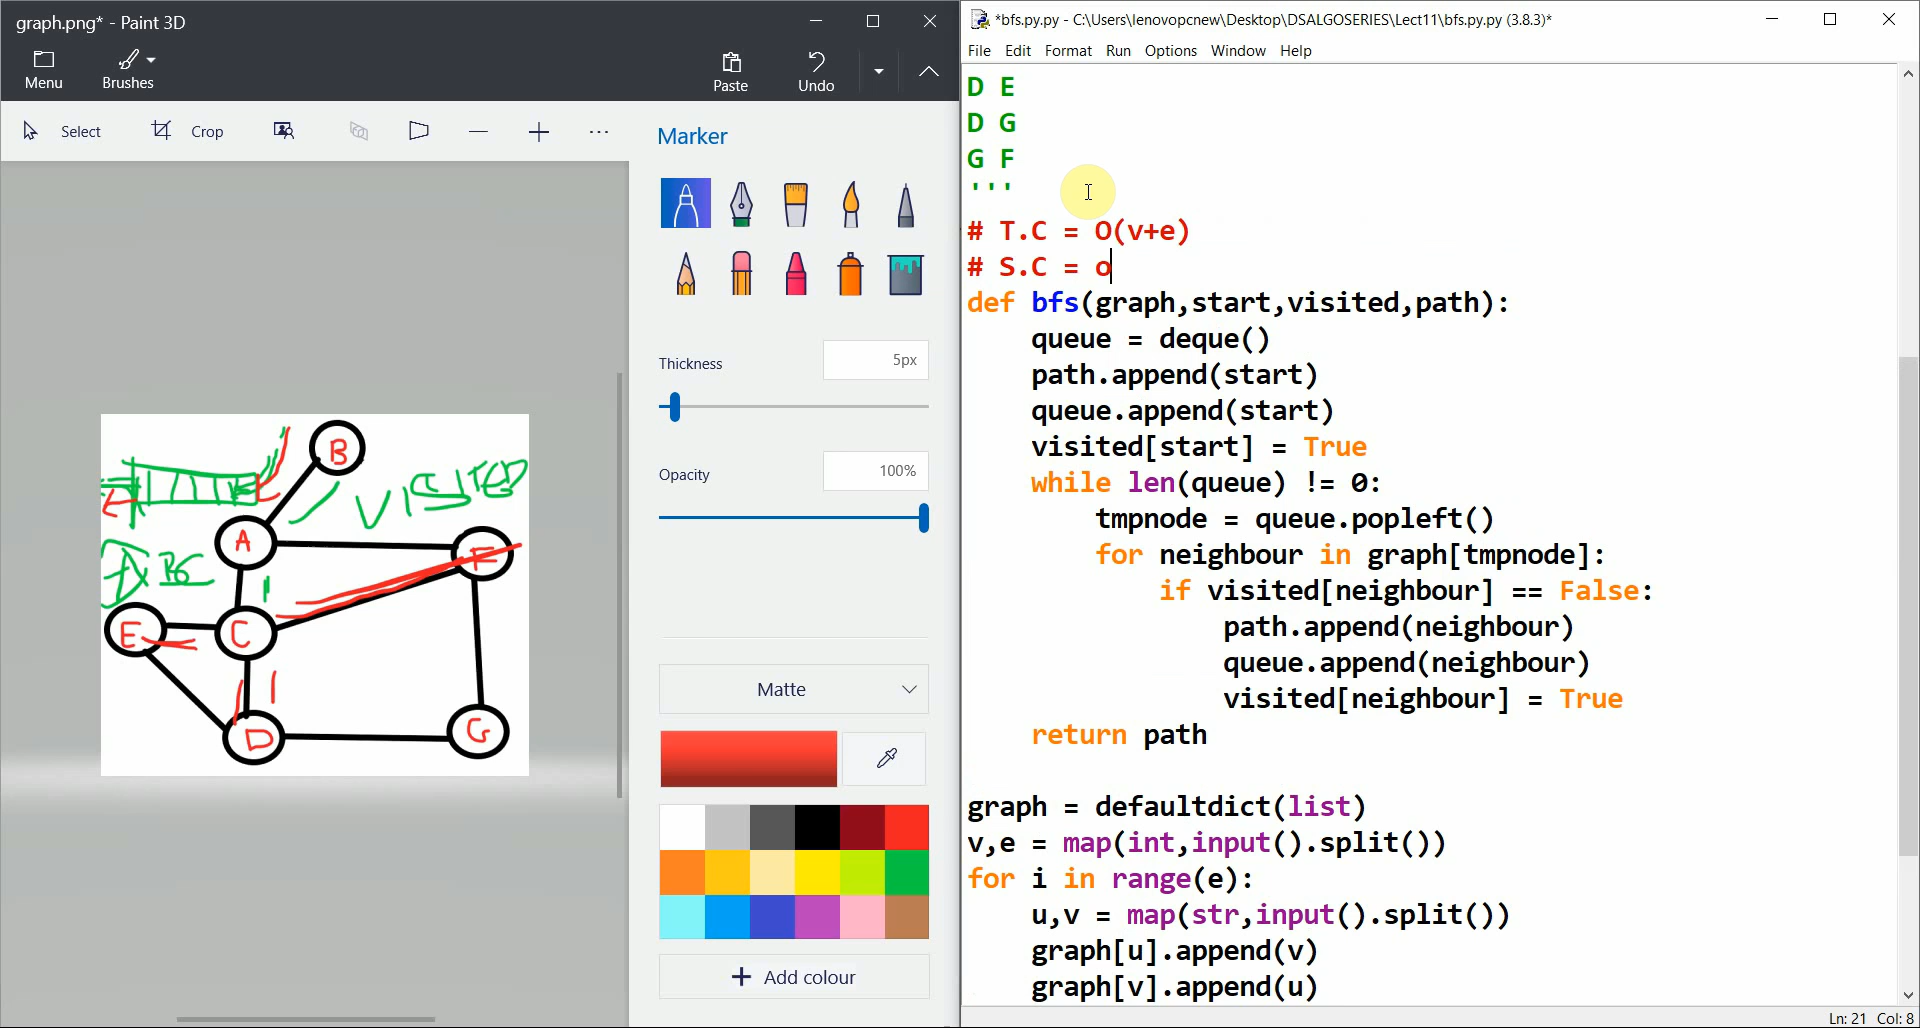 graph.png* - Paint 3D
Menu
Brushes
Paste
Undo
Select
Crop
Marker
Thickness
5px
Opacity
100%
Matte
Add colour
B
VISITED
A
F
BC
E
C
D
G
*bfs.py.py - C:\Users\lenovopcnew\Desktop\DSALGOSERIES\Lect11\bfs.py.py (3.8.3)*
File Edit Format Run Options Window Help
D E
D G
G F
'''
# T.C = O(v+e)
# S.C = o
def bfs(graph,start,visited,path):
    queue = deque()
    path.append(start)
    queue.append(start)
    visited[start] = True
    while len(queue) != 0:
        tmpnode = queue.popleft()
        for neighbour in graph[tmpnode]:
            if visited[neighbour] == False:
                path.append(neighbour)
                queue.append(neighbour)
                visited[neighbour] = True
    return path
graph = defaultdict(list)
v,e = map(int,input().split())
for i in range(e):
    u,v = map(str,input().split())
    graph[u].append(v)
    graph[v].append(u)
Ln: 21 Col: 8